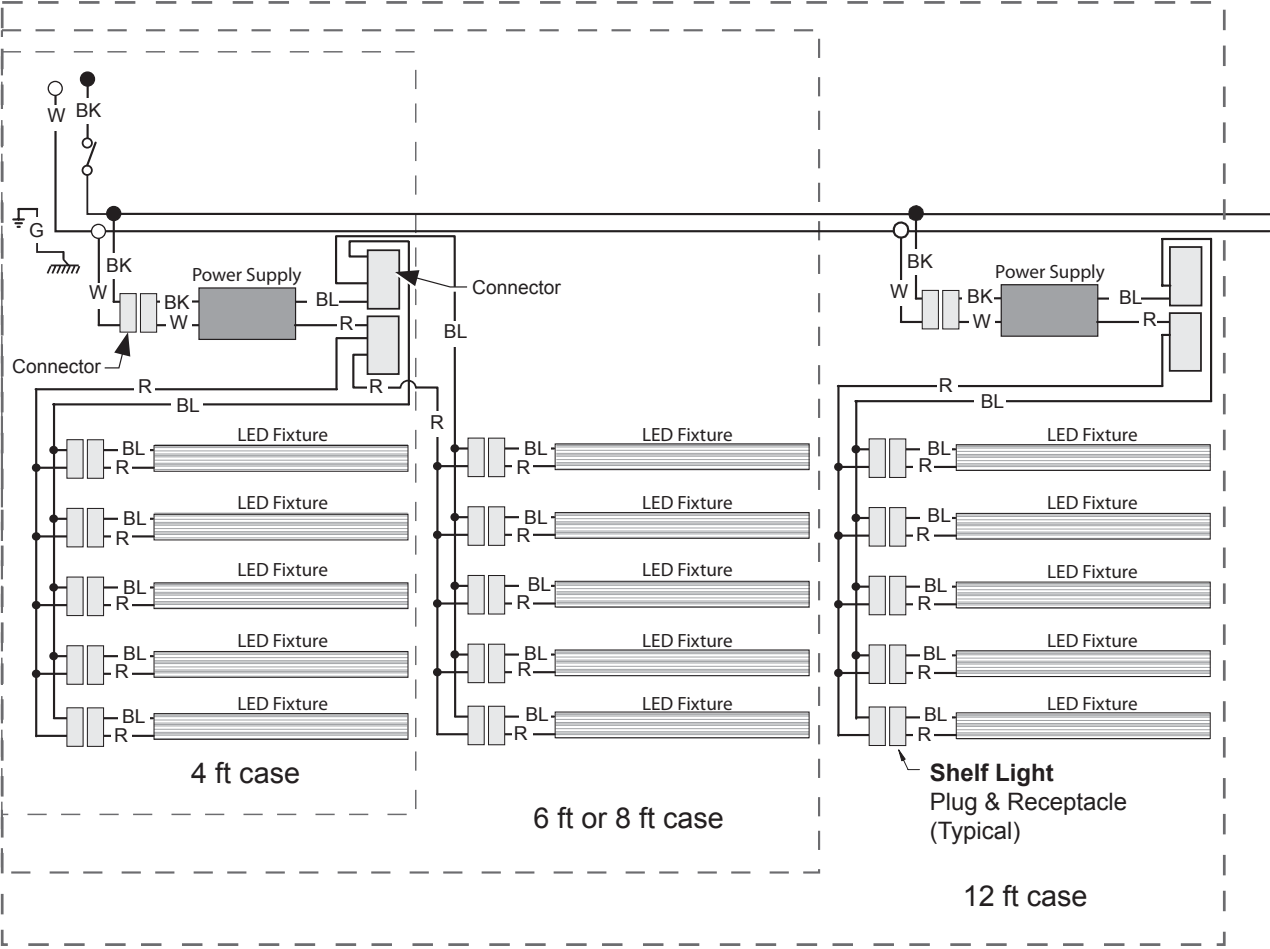 W
BK
G
BK
W
Power Supply
BK
W
BL
R
Connector
Connector
BL
R
R
BL
R
BK
W
Power Supply
BK
W
BL
R
R
BL
LED Fixture
BL
R
LED Fixture
BL
R
LED Fixture
BL
R
LED Fixture
BL
R
LED Fixture
BL
R
4 ft case
LED Fixture
BL
R
LED Fixture
BL
R
LED Fixture
BL
R
LED Fixture
BL
R
LED Fixture
BL
R
6 ft or 8 ft case
LED Fixture
BL
R
LED Fixture
BL
R
LED Fixture
BL
R
LED Fixture
BL
R
LED Fixture
BL
R
Shelf Light
Plug & Receptacle
(Typical)
12 ft case